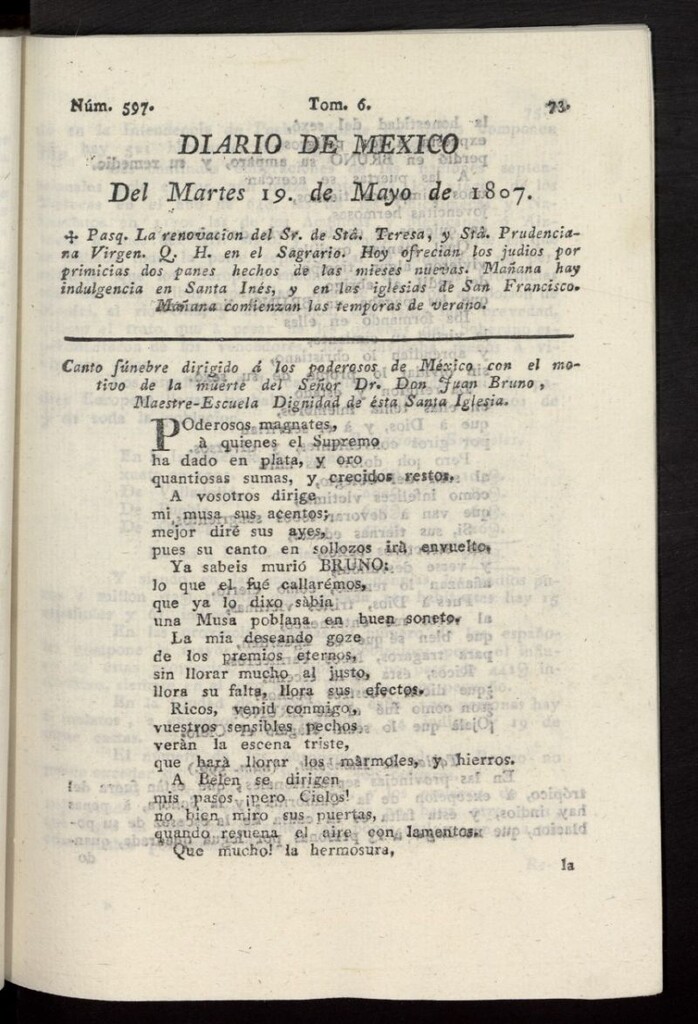 Núm. 597. Tom. 6. 73.
DIARIO DE MEXICO
Del Martes 19. de Mayo de 1807.
✣ Pasq. La renovacion del Sr. de Stâ. Teresa, y Stâ. Prudencia-
na Virgen. Q. H. en el Sagrario. Hoy ofrecian los judios por
primicias dos panes hechos de las mieses nuevas. Mañana hay
indulgencia en Santa Inés, y en las iglesias de San Francisco.
Mañana comienzan las temporas de verano.
Canto fúnebre dirigido á los poderosos de México con el mo-
tivo de la muerte del Señor Dr. Don Juan Bruno,
Maestre-Escuela Dignidad de ésta Santa Iglesia.
POderosos magnates,
à quienes el Supremo
ha dado en plata, y oro
quantiosas sumas, y crecidos restos.
A vosotros dirige
mi musa sus acentos;
mejor diré sus ayes,
pues su canto en sollozos irà envuelto.
Ya sabeis murió BRUNO:
lo que el fué callarémos,
que ya lo dixo sàbia
una Musa poblana en buen soneto.
La mia deseando goze
de los premios eternos,
sin llorar mucho al justo,
llora su falta, llora sus efectos.
Ricos, venid conmigo,
vuestros sensibles pechos
veràn la escena triste,
que harà llorar los màrmoles, y hierros.
A Belen se dirigen
mis pasos ¡pero Cielos!
no bien miro sus puertas,
quando resuena el aire con lamentos.
Que mucho! la hermosura,
la